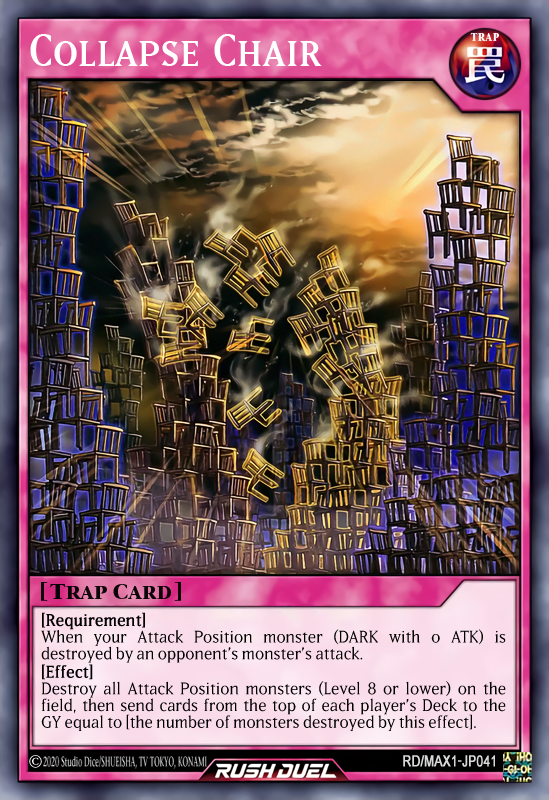 COLLAPSE CHAIR
TRAP
罠
[TRAP CARD]
[Requirement]
When your Attack Position monster (DARK with 0 ATK) is
destroyed by an opponent's monster's attack.
[Effect]
Destroy all Attack Position monsters (Level 8 or lower) on the
field, then send cards from the top of each player's Deck to the
GY equal to [the number of monsters destroyed by this effect].
©2020 Studio Dice/SHUEISHA, TV TOKYO, KONAMI
RUSH DUEL
RD/MAX1-JP041